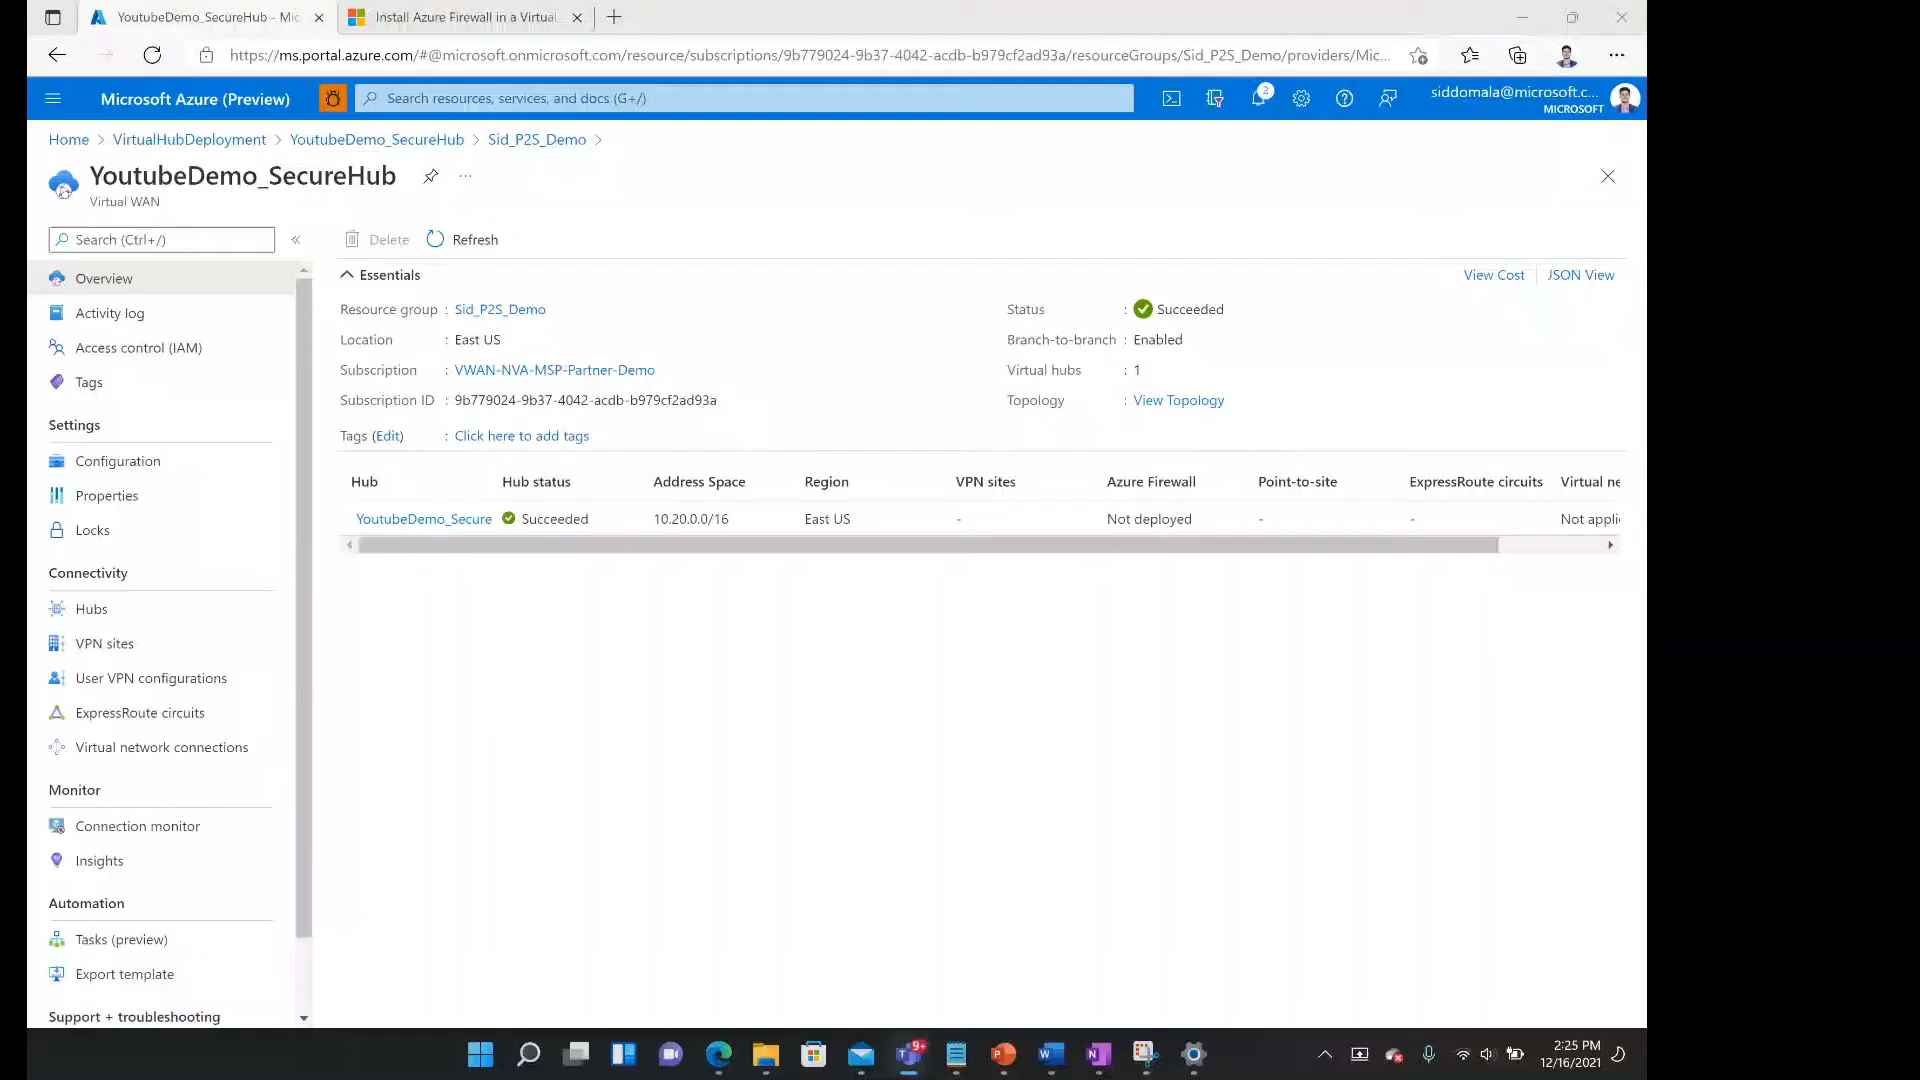 YoutubeDemo_SecureHub - Mic
Install Azure Firewall in a Virtual
https://ms.portal.azure.com/#@microsoft.onmicrosoft.com/resource/subscriptions/9b779024-9b37-4042-acdb-b979cf2ad93a/resourceGroups/Sid_P2S_Demo/providers/Mic...
Microsoft Azure (Preview)
Search resources, services, and docs (G+/)
2
siddomala@microsoft.c...
MICROSOFT
Home > VirtualHubDeployment > YoutubeDemo_SecureHub > Sid_P2S_Demo >
YoutubeDemo_SecureHub
...
Virtual WAN
Search (Ctrl+/)
«
Delete
Refresh
Overview
Activity log
Access control (IAM)
Tags
Settings
Configuration
Properties
Locks
Connectivity
Hubs
VPN sites
User VPN configurations
ExpressRoute circuits
Virtual network connections
Monitor
Connection monitor
Insights
Automation
Tasks (preview)
Export template
Support + troubleshooting
Essentials
View Cost
JSON View
Resource group : Sid_P2S_Demo
Location : East US
Subscription : VWAN-NVA-MSP-Partner-Demo
Subscription ID : 9b779024-9b37-4042-acdb-b979cf2ad93a
Tags (Edit) : Click here to add tags
Status : Succeeded
Branch-to-branch : Enabled
Virtual hubs : 1
Topology : View Topology
Hub Hub status Address Space Region VPN sites Azure Firewall Point-to-site ExpressRoute circuits Virtual ne
YoutubeDemo_Secure Succeeded 10.20.0.0/16 East US - Not deployed - - Not appli
9+
2:25 PM
12/16/2021